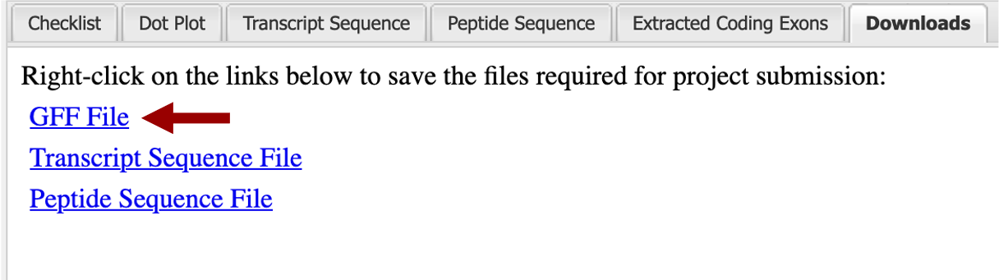 Checklist Dot Plot Transcript Sequence Peptide Sequence Extracted Coding Exons Downloads
Right-click on the links below to save the files required for project submission:
GFF File
Transcript Sequence File
Peptide Sequence File